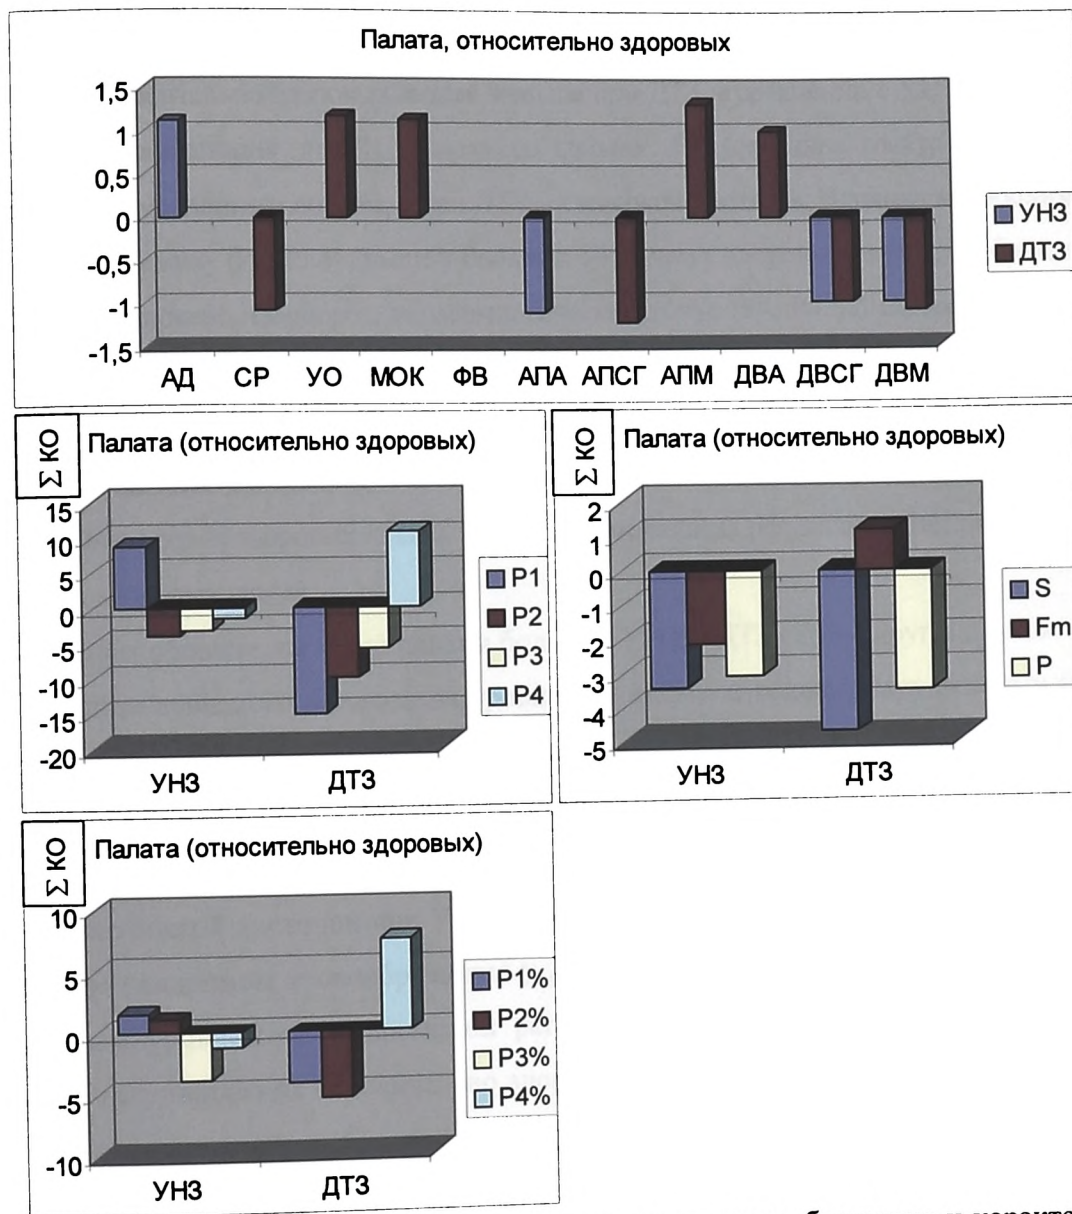 Палата, относительно здоровых
1,5
1
0,5
0
-0,5
-1
-1,5
АД СР УО МОК ФВ АПА АПСГ АПМ ДВА ДВСГ ДВМ
УНЗ
ДТЗ
Σ КО
Палата (относительно здоровых)
15
10
5
0
-5
-10
-15
-20
УНЗ ДТЗ
P1
P2
P3
P4
Σ КО
Палата (относительно здоровых)
2
1
0
-1
-2
-3
-4
-5
УНЗ ДТЗ
S
Fm
P
Σ КО
Палата (относительно здоровых)
10
5
0
-5
-10
УНЗ ДТЗ
P1%
P2%
P3%
P4%